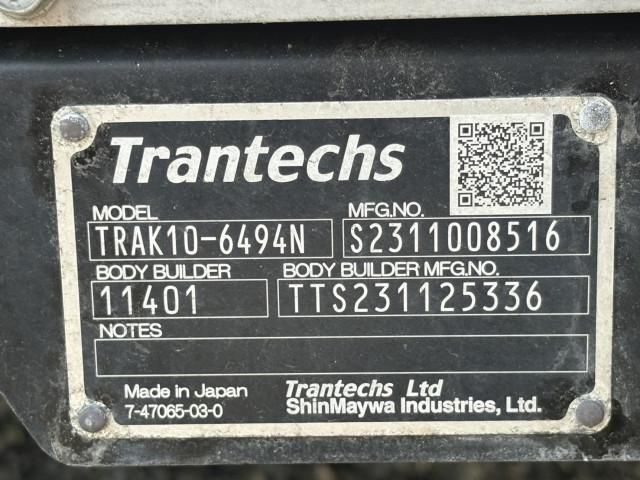 Trantechs
MODEL MFG.NO.
TRAK10-6494N S2311008516
BODY BUILDER BODY BUILDER MFG.NO.
11401 TTS231125336
NOTES
Made in Japan Trantechs Ltd
7-47065-03-0 ShinMaywa Industries, Ltd.